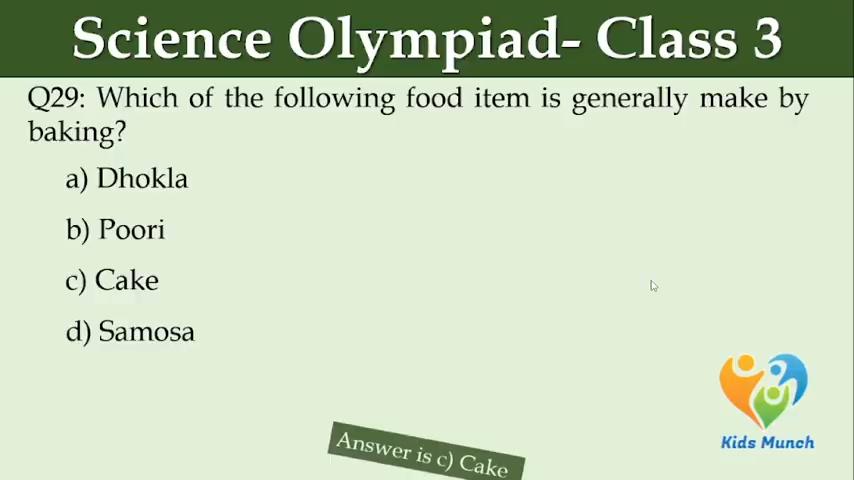 Science Olympiad- Class 3
Q29: Which of the following food item is generally make by
baking?
a) Dhokla
b) Poori
c) Cake
d) Samosa
Kids Munch
Answer is c) Cake